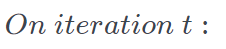 On iteration t :